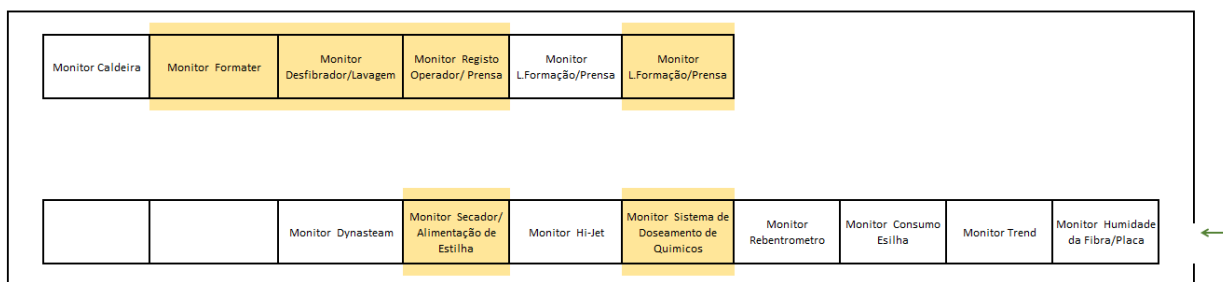 Monitor Caldeira
Monitor Formater
Monitor
Desfibrador/Lavagem
Monitor Registo
Operador/ Prensa
Monitor
L.Formação/Prensa
Monitor
L.Formação/Prensa
Monitor Dynasteam
Monitor Secador/
Alimentação de
Estilha
Monitor Hi-Jet
Monitor Sistema de
Doseamento de
Quimicos
Monitor
Rebentrometro
Monitor Consumo
Esilha
Monitor Trend
Monitor Humidade
da Fibra/Placa